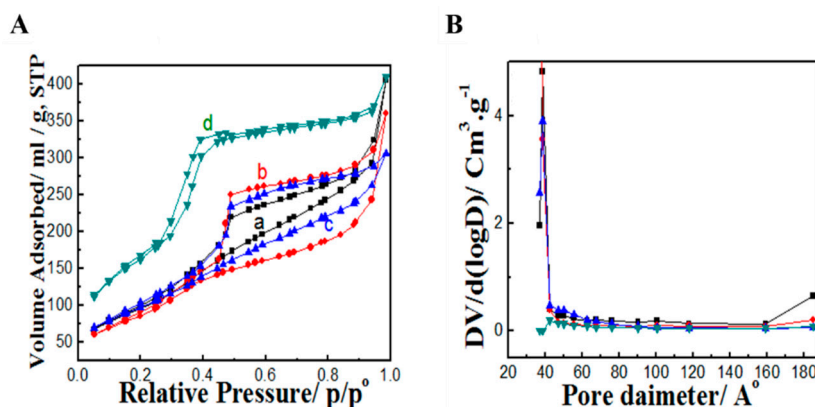 A
B
Volume Adsorbed/ ml / g, STP
400
350
300
250
200
150
100
50
d
b
a
c
0.0 0.2 0.4 0.6 0.8 1.0
Relative Pressure/ p/p°
DV/d(logD)/ Cm³.g⁻¹
4
2
0
20 40 60 80 100 120 140 160 180
Pore daimeter/ A°